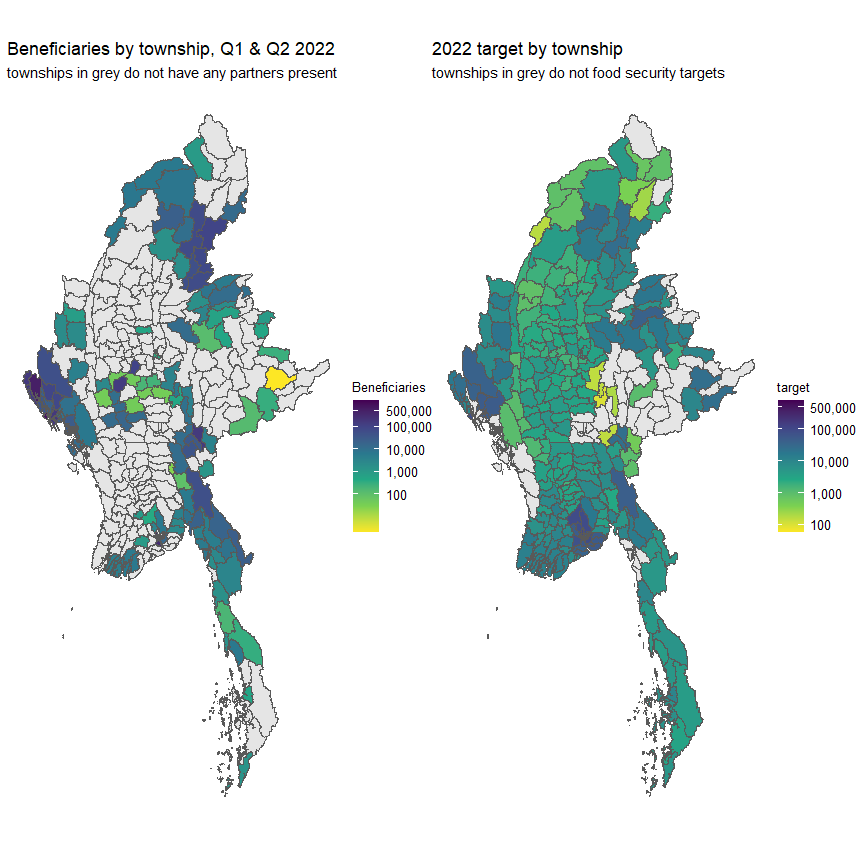 Beneficiaries by township, Q1 & Q2 2022
townships in grey do not have any partners present
2022 target by township
townships in grey do not food security targets
Beneficiaries
500,000
100,000
10,000
1,000
100
target
500,000
100,000
10,000
1,000
100